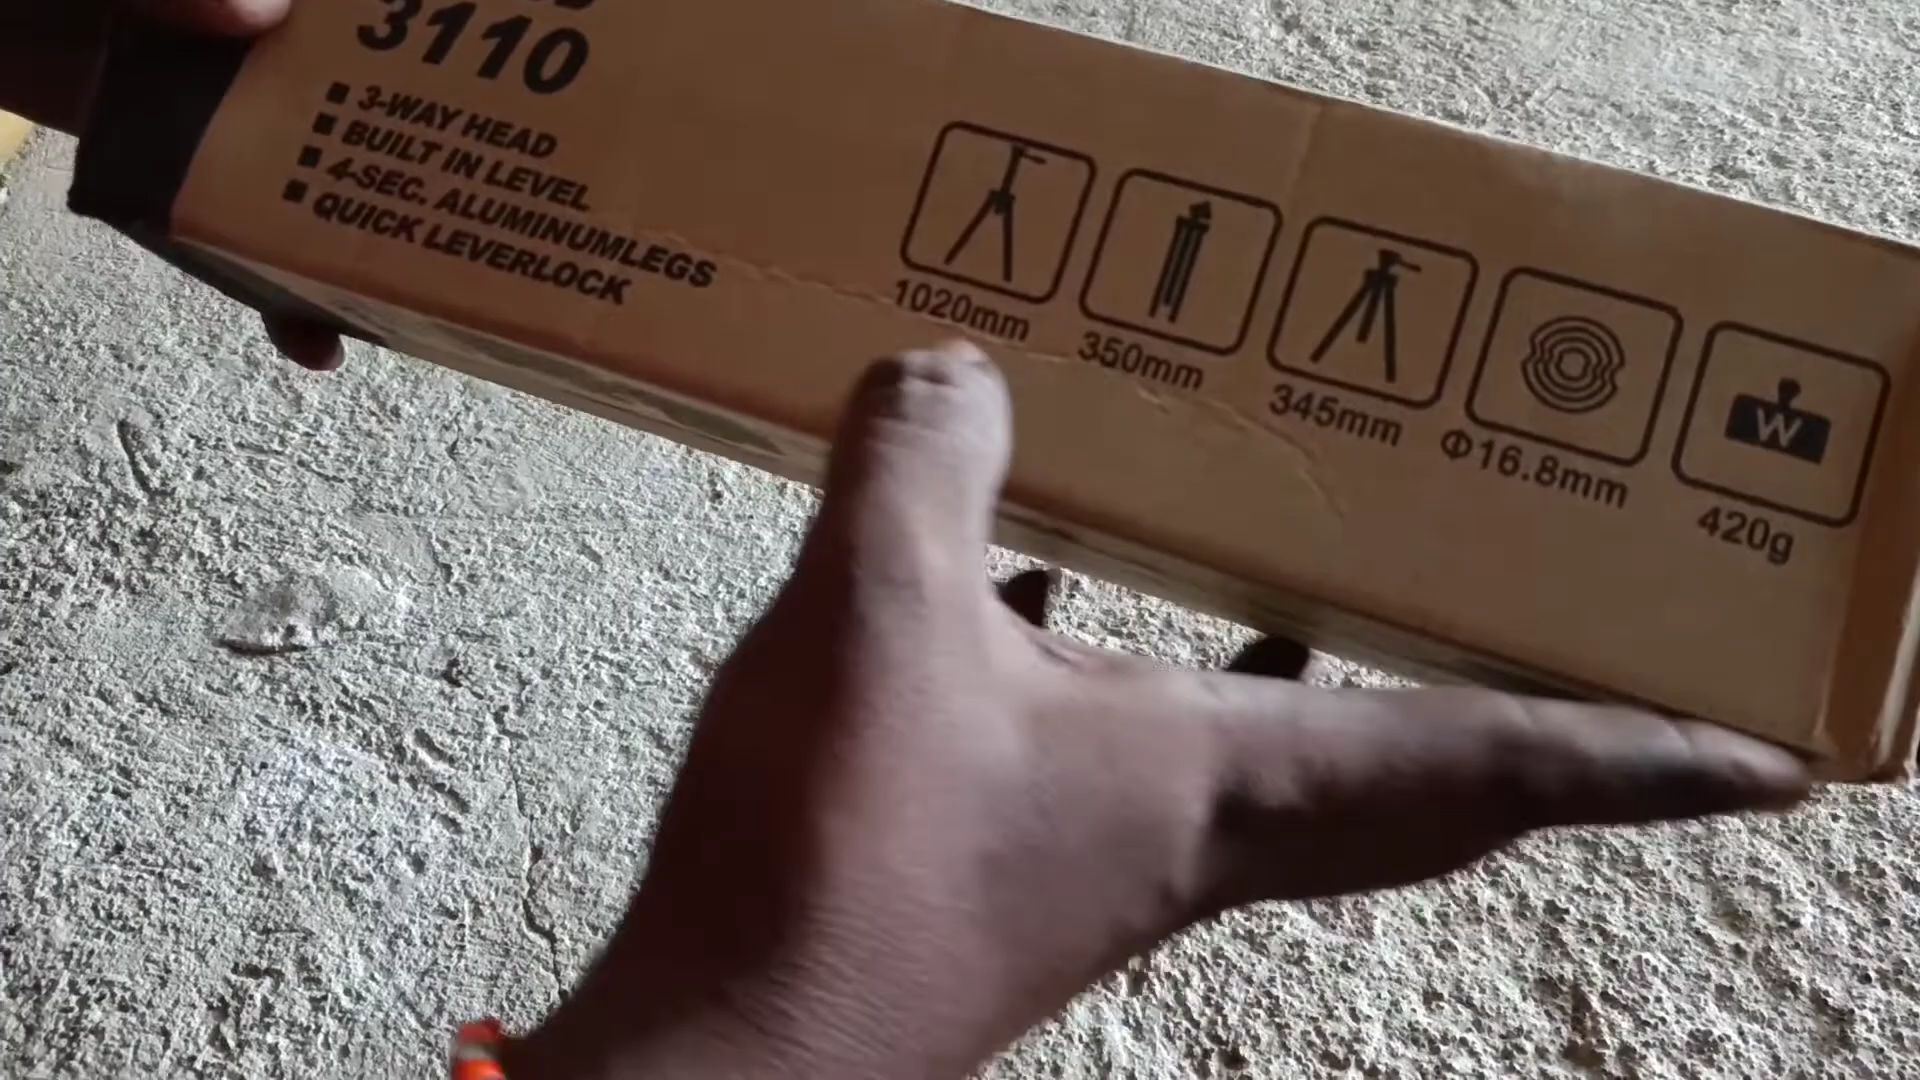 3110
■ 3-WAY HEAD
■ BUILT IN LEVEL
■ 4-SEC. ALUMINUMLEGS
■ QUICK LEVERLOCK
1020mm
350mm
345mm
Φ16.8mm
W
420g